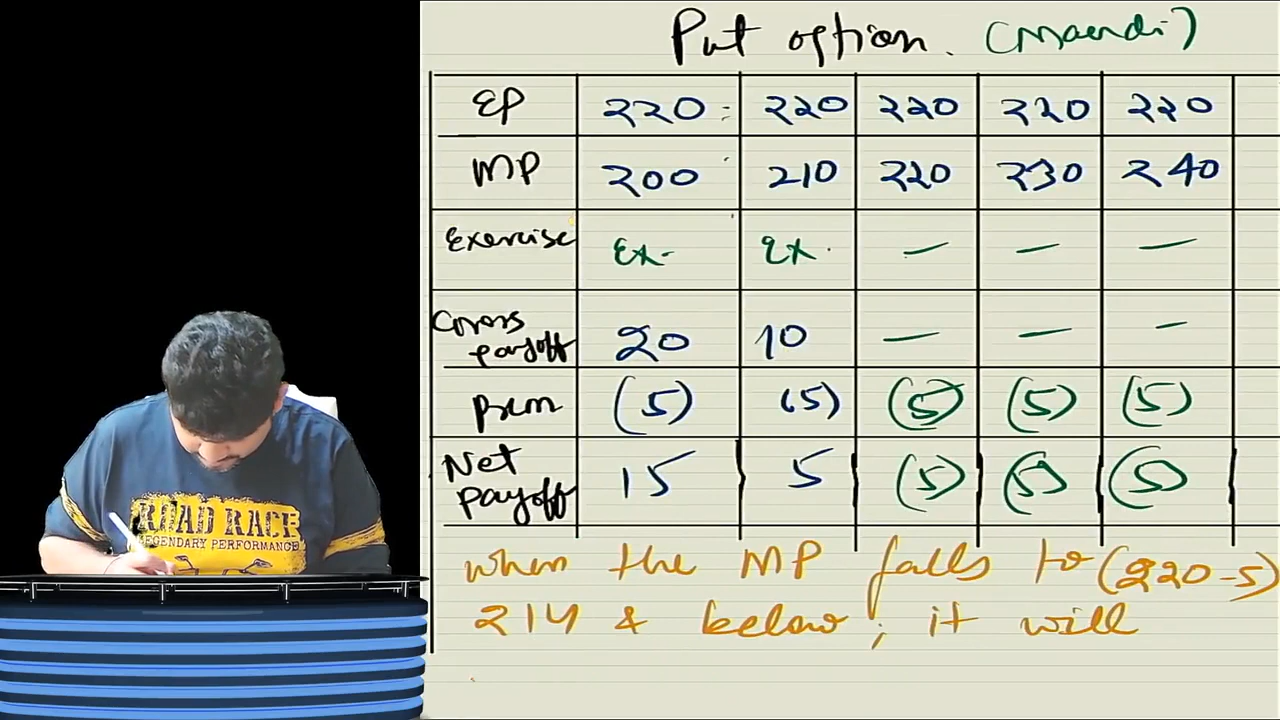 Put option. (Mandi)
EP 220 220 220 220 220
MP 200 210 220 230 240
Exercise Ex. Ex. — — —
Gross payoff 20 10 — — —
Prem (5) (5) (5) (5) (5)
Net payoff 15 5 (5) (5) (5)
when the MP falls to (220-5)
214 & below; it will
ROAD RACE
LEGENDARY PERFORMANCE